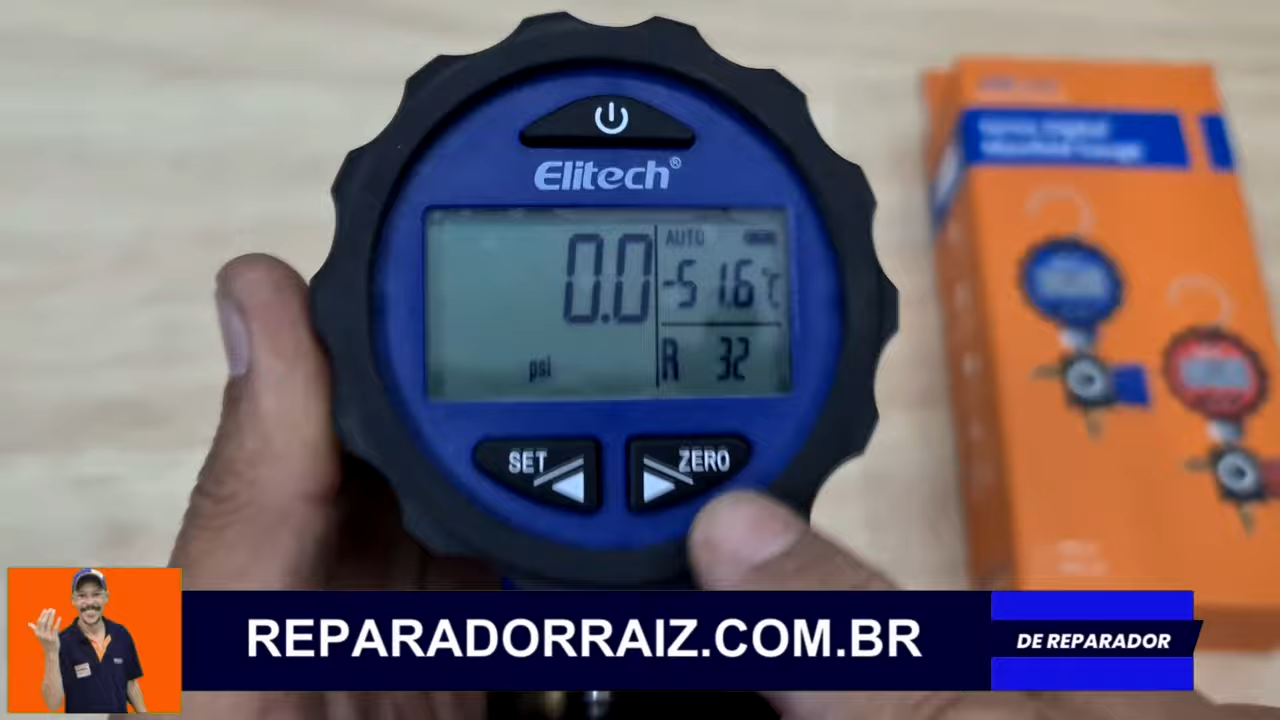 Elitech®
AUTO
0.0
-51.6 °C
psi
R 32
SET
ZERO
REPARADORRAIZ.COM.BR
DE REPARADOR